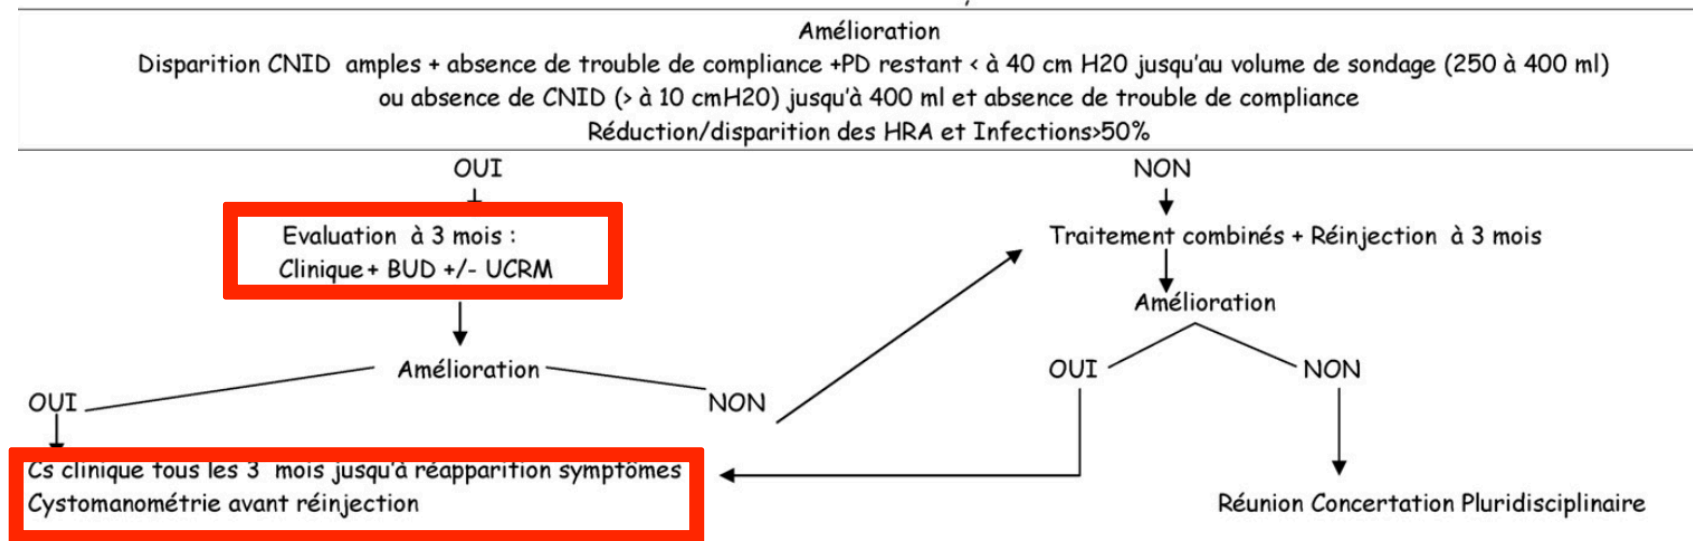 Amélioration
Disparition CNID amples + absence de trouble de compliance +PD restant < à 40 cm H20 jusqu'au volume de sondage (250 à 400 ml)
ou absence de CNID (> à 10 cmH20) jusqu'à 400 ml et absence de trouble de compliance
Réduction/disparition des HRA et Infections>50%
OUI
NON
Evaluation à 3 mois :
Clinique + BUD +/- UCRM
Traitement combinés + Réinjection à 3 mois
Amélioration
Amélioration
OUI
NON
OUI
NON
Cs clinique tous les 3 mois jusqu'à réapparition symptômes
Cystomanométrie avant réinjection
Réunion Concertation Pluridisciplinaire